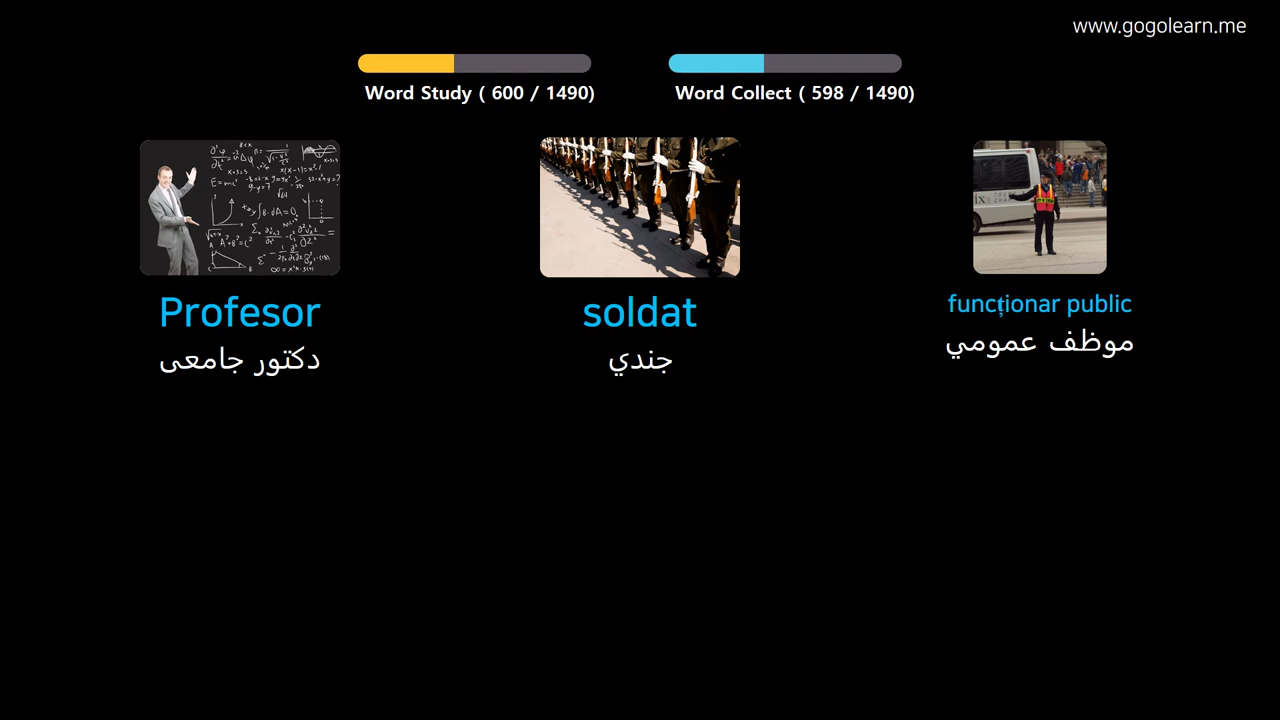 www.gogolearn.me
Word Study ( 600 / 1490)
Word Collect ( 598 / 1490)
Profesor
دكتور جامعى
soldat
جندي
funcționar public
موظف عمومي